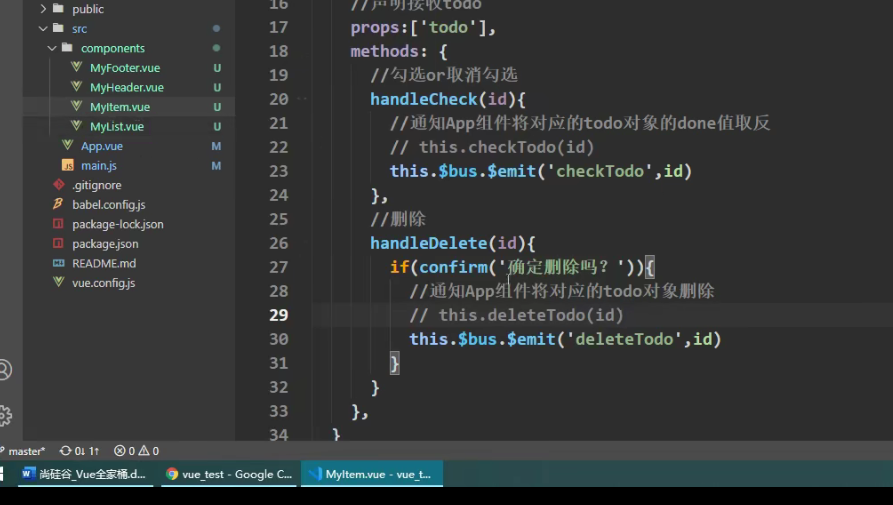 public
src
components
MyFooter.vue U
MyHeader.vue U
MyItem.vue U
MyList.vue U
App.vue M
main.js M
.gitignore
babel.config.js
package-lock.json
package.json
README.md
vue.config.js
16 //声明接收todo
17 props:['todo'],
18 methods: {
19 //勾选or取消勾选
20 handleCheck(id){
21 //通知App组件将对应的todo对象的done值取反
22 // this.checkTodo(id)
23 this.$bus.$emit('checkTodo',id)
24 },
25 //删除
26 handleDelete(id){
27 if(confirm('确定删除吗？')){
28 //通知App组件将对应的todo对象删除
29 // this.deleteTodo(id)
30 this.$bus.$emit('deleteTodo',id)
31 }
32 }
33 },
34 }
master* 0↓ 1↑ 0 0
尚硅谷_Vue全家桶.d... vue_test - Google C... MyItem.vue - vue_t...